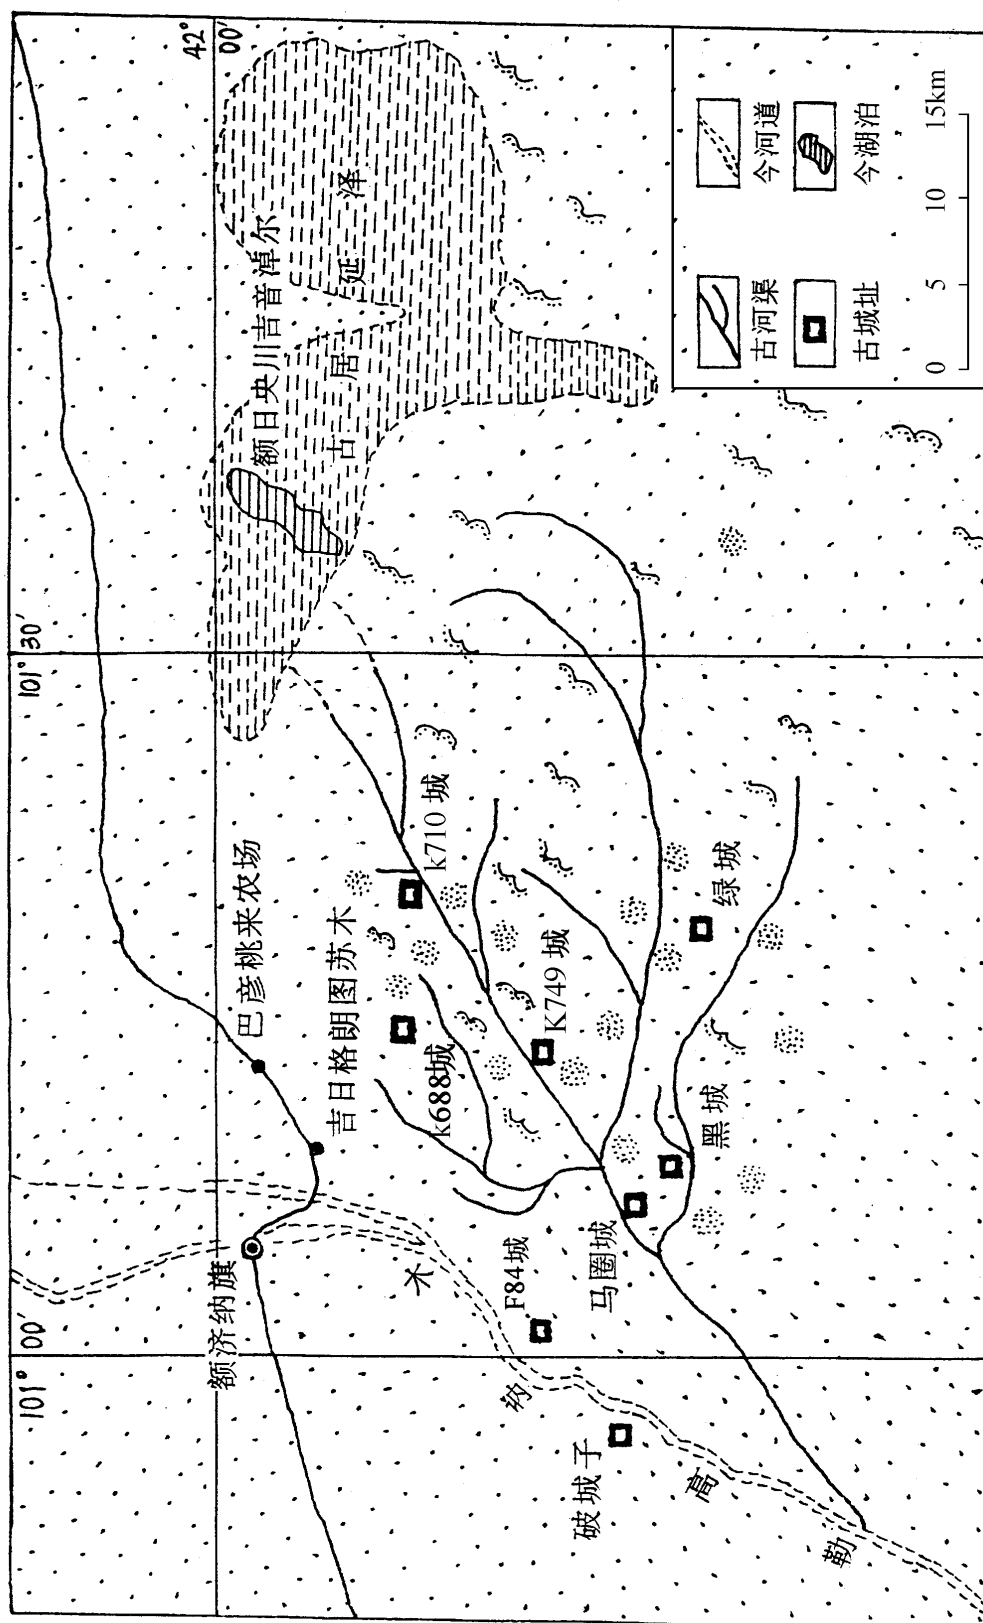 101°00′
101°30′
42°00′
额济纳旗
巴彦桃来农场
吉日格朗图苏木
额日央川吉音淖尔
古居延泽
k688城
k710城
K749城
F84城
马圈城
黑城
绿城
破城子
木
纳
高
勒
古河渠
今河道
古城址
今湖泊
0 5 10 15km